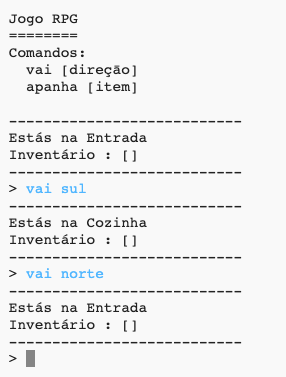 Jogo RPG
========
Comandos:
  vai [direção]
  apanha [item]

---------------------------
Estás na Entrada
Inventário : []
---------------------------
> vai sul
---------------------------
Estás na Cozinha
Inventário : []
---------------------------
> vai norte
---------------------------
Estás na Entrada
Inventário : []
---------------------------
>